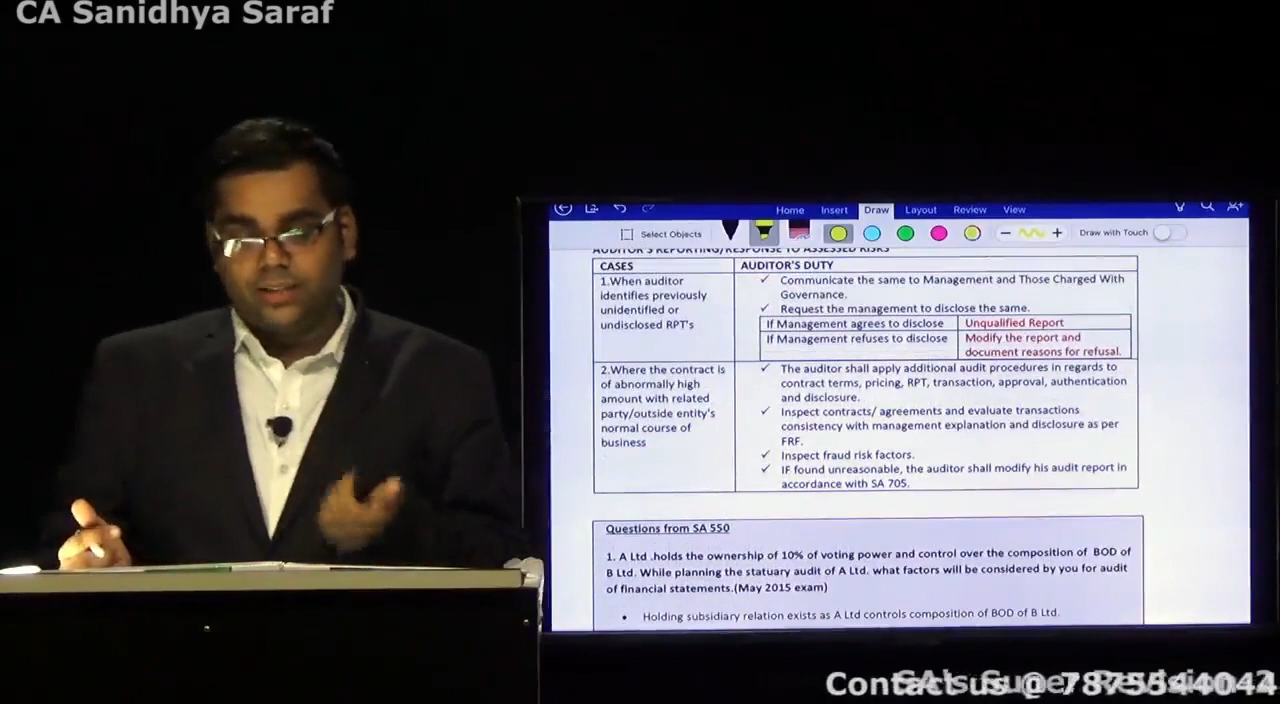 CA Sanidhya Saraf
Home Insert Draw Layout Review View
Select Objects
Draw with Touch
AUDITOR'S REPORTING/RESPONSE TO ASSESSED RISKS
CASES
AUDITOR'S DUTY
1.When auditor
identifies previously
unidentified or
undisclosed RPT's
✓ Communicate the same to Management and Those Charged With
Governance.
✓ Request the management to disclose the same.
If Management agrees to disclose
Unqualified Report
If Management refuses to disclose
Modify the report and
document reasons for refusal.
2.Where the contract is
of abnormally high
amount with related
party/outside entity's
normal course of
business
✓ The auditor shall apply additional audit procedures in regards to
contract terms, pricing, RPT, transaction, approval, authentication
and disclosure.
✓ Inspect contracts/ agreements and evaluate transactions
consistency with management explanation and disclosure as per
FRF.
✓ Inspect fraud risk factors.
✓ IF found unreasonable, the auditor shall modify his audit report in
accordance with SA 705.
Questions from SA 550
1. A Ltd .holds the ownership of 10% of voting power and control over the composition of BOD of
B Ltd. While planning the statuary audit of A Ltd. what factors will be considered by you for audit
of financial statements.(May 2015 exam)
• Holding subsidiary relation exists as A Ltd controls composition of BOD of B Ltd.
Contact us @ 7875544044